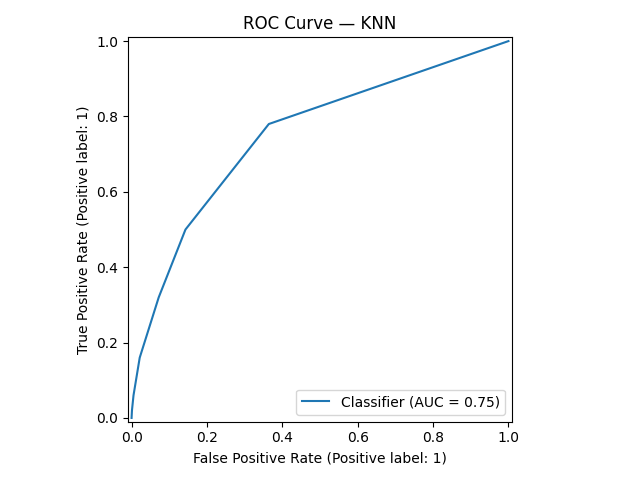 ROC Curve — KNN
True Positive Rate (Positive label: 1)
1.0
0.8
0.6
0.4
0.2
0.0
Classifier (AUC = 0.75)
0.0 0.2 0.4 0.6 0.8 1.0
False Positive Rate (Positive label: 1)